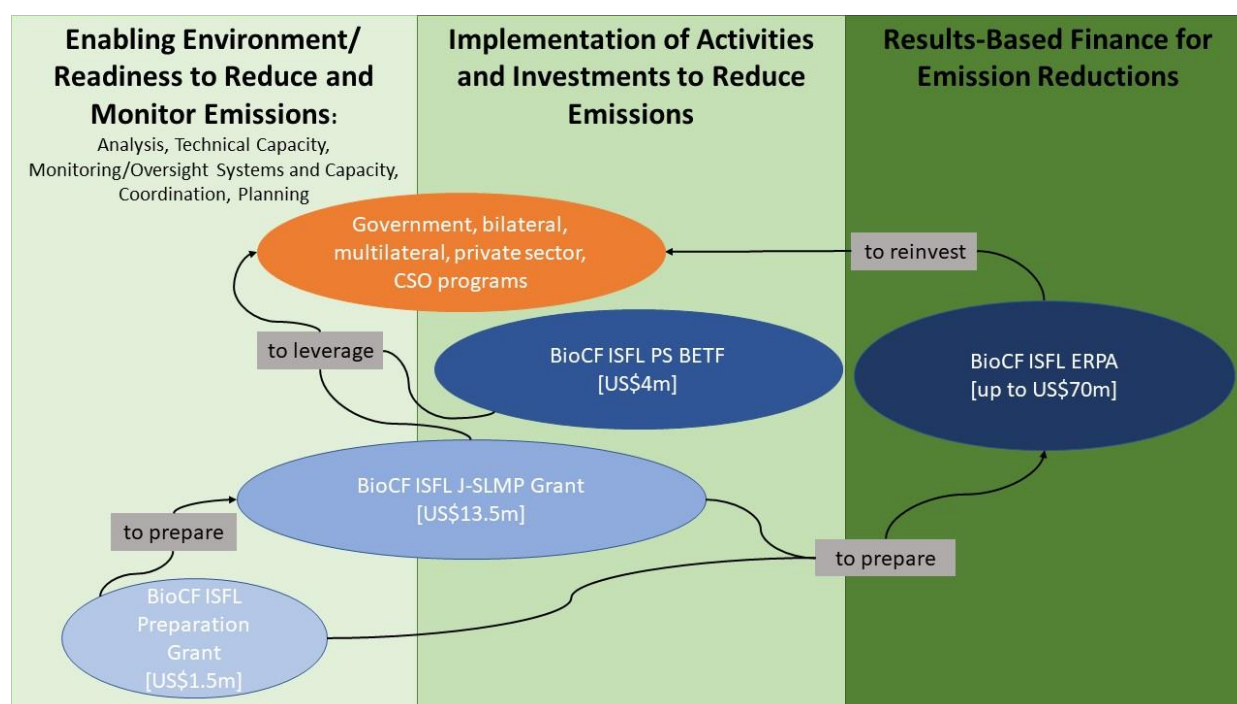 Enabling Environment/
Readiness to Reduce and
Monitor Emissions:
Analysis, Technical Capacity,
Monitoring/Oversight Systems and Capacity,
Coordination, Planning
Implementation of Activities
and Investments to Reduce
Emissions
Results-Based Finance for
Emission Reductions
Government, bilateral,
multilateral, private sector,
CSO programs
to reinvest
to leverage
BioCF ISFL PS BETF
[US$4m]
BioCF ISFL ERPA
[up to US$70m]
BioCF ISFL J-SLMP Grant
[US$13.5m]
to prepare
to prepare
BioCF ISFL
Preparation
Grant
[US$1.5m]